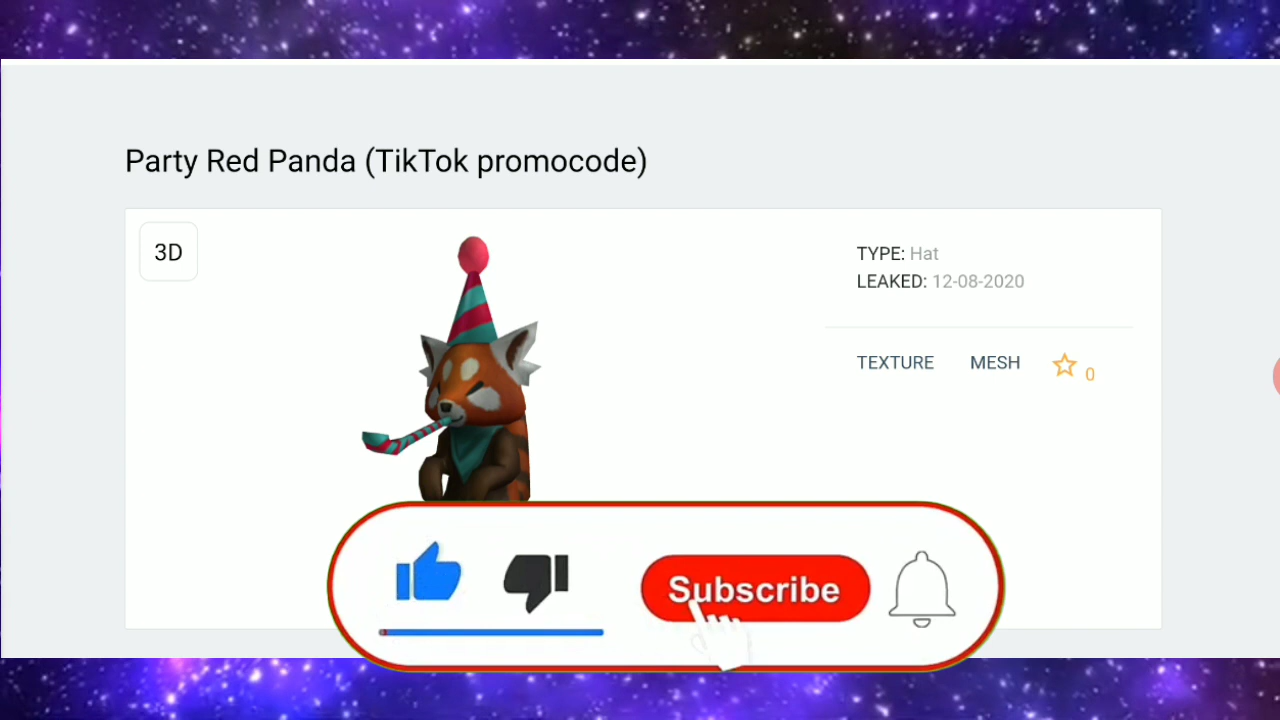 Party Red Panda (TikTok promocode)
3D
TYPE: Hat
LEAKED: 12-08-2020
TEXTURE MESH 0
Subscribe